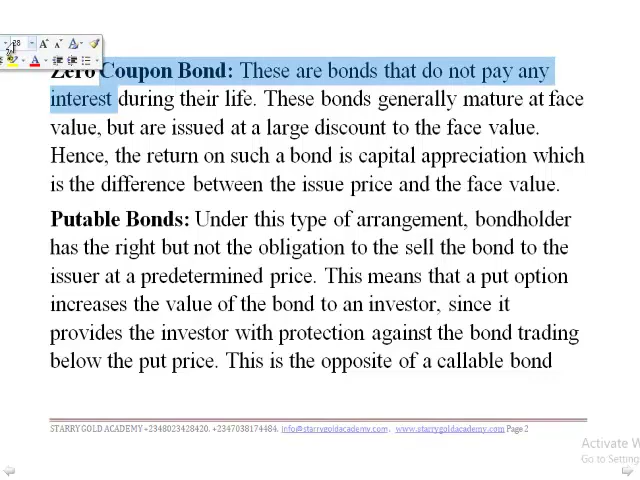 28
Zero Coupon Bond: These are bonds that do not pay any
interest during their life. These bonds generally mature at face
value, but are issued at a large discount to the face value.
Hence, the return on such a bond is capital appreciation which
is the difference between the issue price and the face value.
Putable Bonds: Under this type of arrangement, bondholder
has the right but not the obligation to the sell the bond to the
issuer at a predetermined price. This means that a put option
increases the value of the bond to an investor, since it
provides the investor with protection against the bond trading
below the put price. This is the opposite of a callable bond
STARRY GOLD ACADEMY +2348023428420, +2347038174484, info@starrygoldacademy.com, www.starrygoldacademy.com Page 2
Activate W
Go to Setting